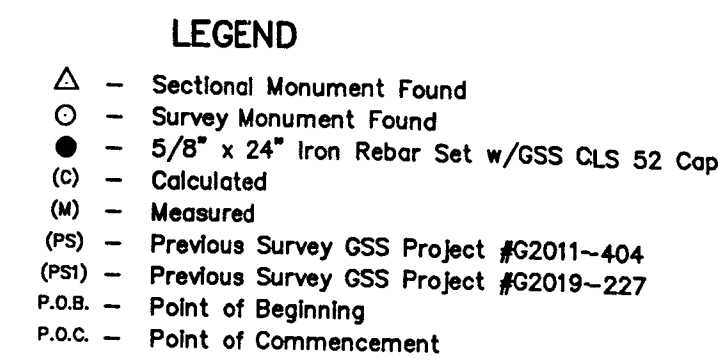 LEGEND
△ – Sectional Monument Found
⊙ – Survey Monument Found
● – 5/8" x 24" Iron Rebar Set w/GSS CLS 52 Cap
(C) – Calculated
(M) – Measured
(PS) – Previous Survey GSS Project #G2011-404
(PS1) – Previous Survey GSS Project #G2019-227
P.O.B. – Point of Beginning
P.O.C. – Point of Commencement